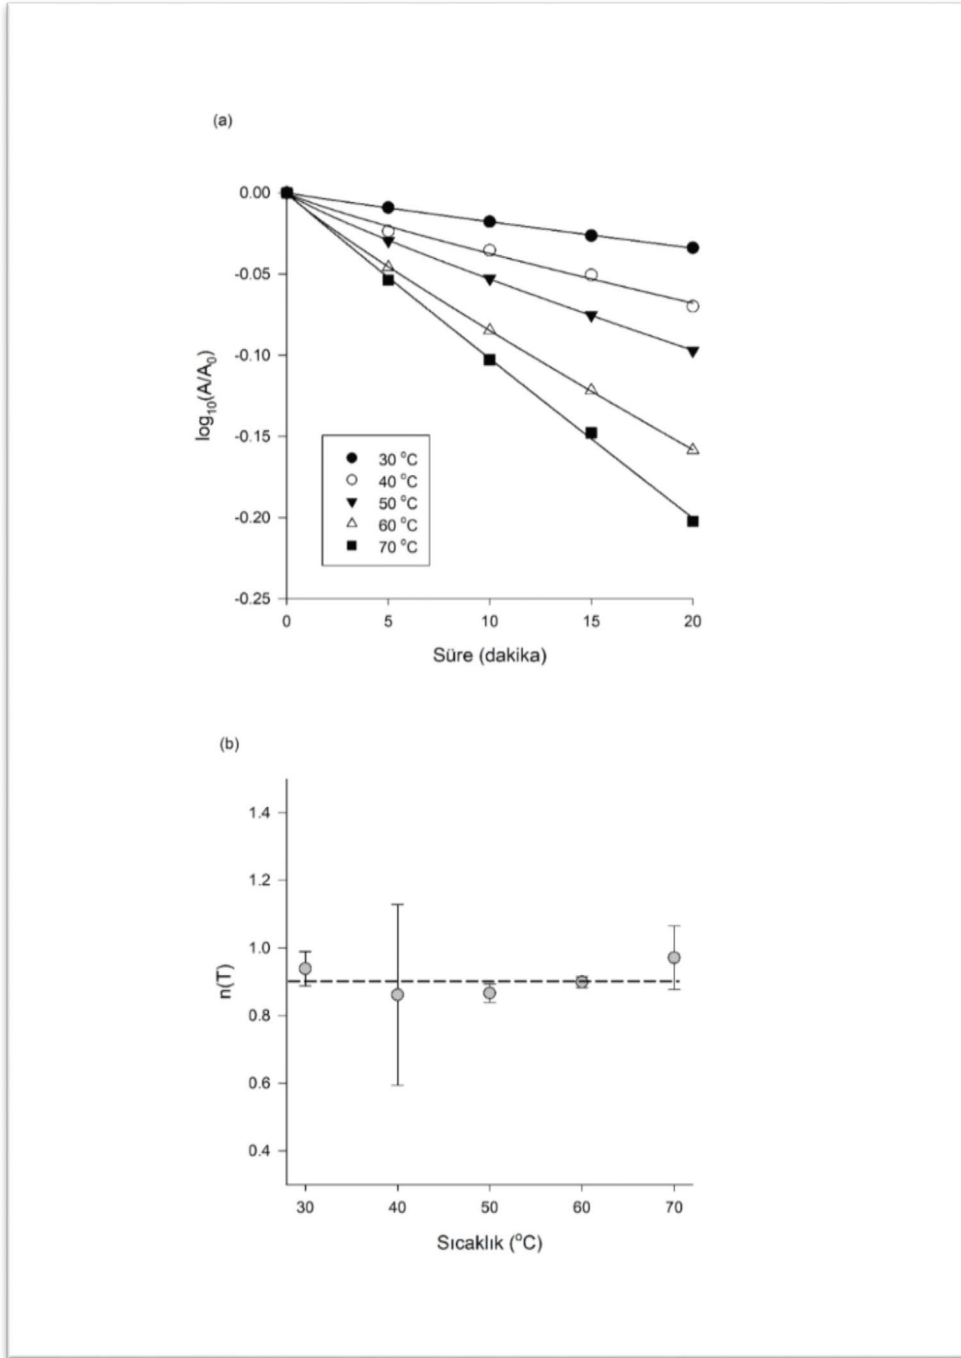 (a)
0.00
-0.05
-0.10
-0.15
-0.20
-0.25
log₁₀(A/A₀)
30 °C
40 °C
50 °C
60 °C
70 °C
0 5 10 15 20
Süre (dakika)
(b)
1.4
1.2
1.0
0.8
0.6
0.4
n(T)
30 40 50 60 70
Sıcaklık (°C)